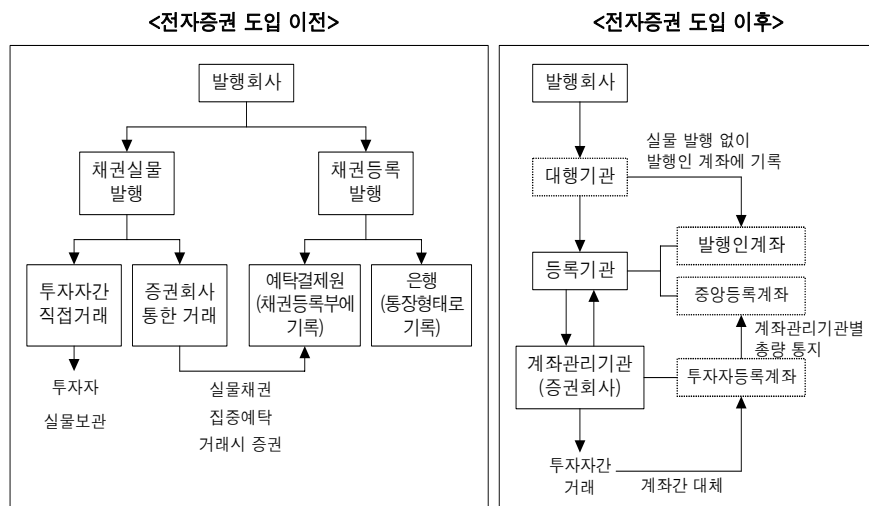 <전자증권 도입 이전>
발행회사
채권실물
발행
채권등록
발행
투자자간
직접거래
증권회사
통한 거래
예탁결제원
(채권등록부에
기록)
은행
(통장형태로
기록)
투자자
실물보관
실물채권
집중예탁
거래시 증권
<전자증권 도입 이후>
발행회사
실물 발행 없이
발행인 계좌에 기록
대행기관
발행인계좌
등록기관
중앙등록계좌
계좌관리기관별
총량 통지
계좌관리기관
(증권회사)
투자자등록계좌
투자자간
거래
계좌간 대체